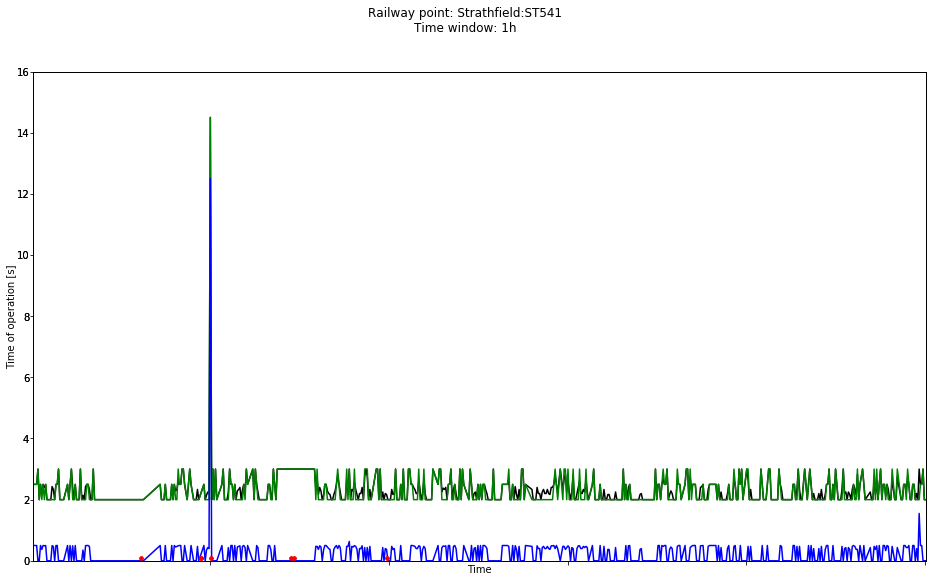 Railway point: Strathfield:ST541
Time window: 1h
16
14
12
10
8
6
4
2
0
Time of operation [s]
Time